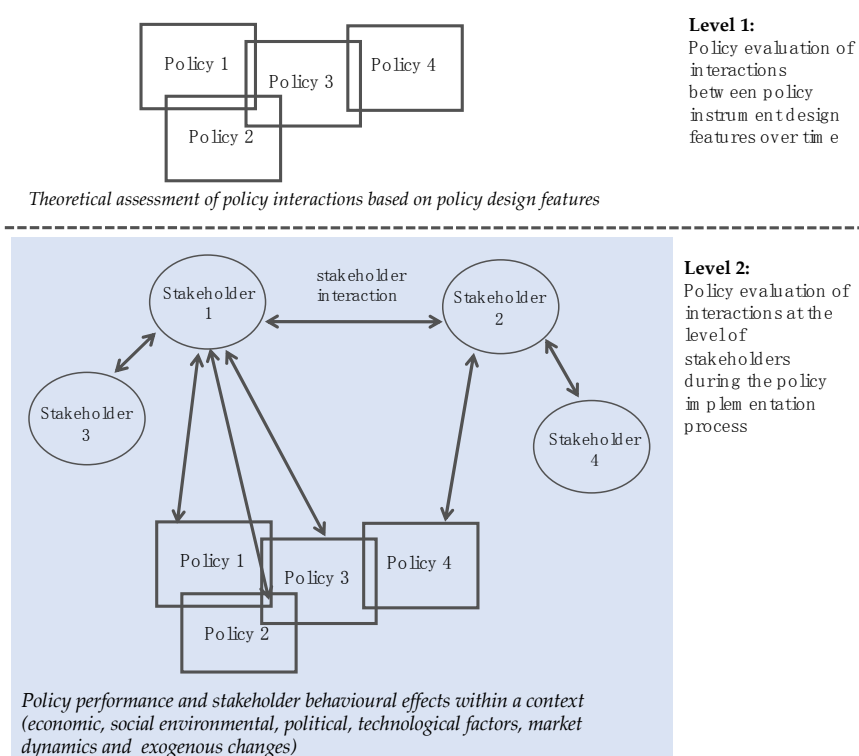 Policy 1
Policy 3
Policy 4
Policy 2
Theoretical assessment of policy interactions based on policy design features
Level 1:
Policy evaluation of
interactions
between policy
instrument design
features over time
Stakeholder
1
stakeholder
interaction
Stakeholder
2
Stakeholder
3
Stakeholder
4
Policy 1
Policy 3
Policy 4
Policy 2
Policy performance and stakeholder behavioural effects within a context
(economic, social environmental, political, technological factors, market
dynamics and exogenous changes)
Level 2:
Policy evaluation of
interactions at the
level of
stakeholders
during the policy
implementation
process